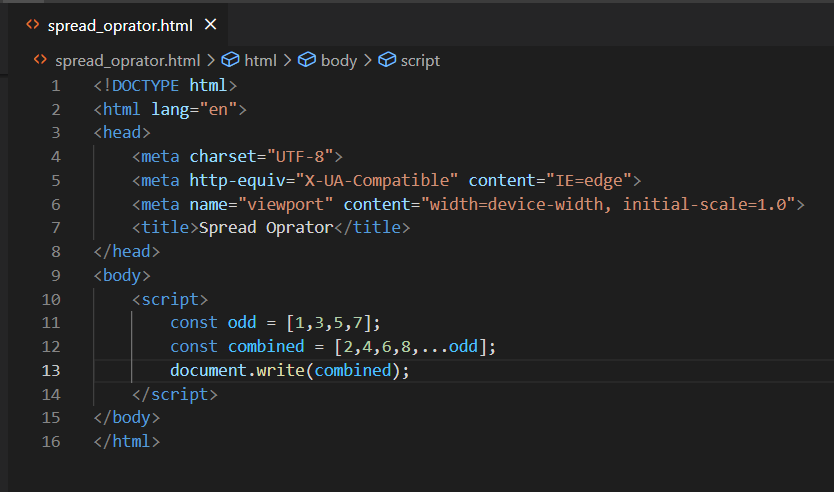 spread_oprator.html
spread_oprator.html > html > body > script
1 <!DOCTYPE html>
2 <html lang="en">
3 <head>
4     <meta charset="UTF-8">
5     <meta http-equiv="X-UA-Compatible" content="IE=edge">
6     <meta name="viewport" content="width=device-width, initial-scale=1.0">
7     <title>Spread Oprator</title>
8 </head>
9 <body>
10     <script>
11         const odd = [1,3,5,7];
12         const combined = [2,4,6,8,...odd];
13         document.write(combined);
14     </script>
15 </body>
16 </html>